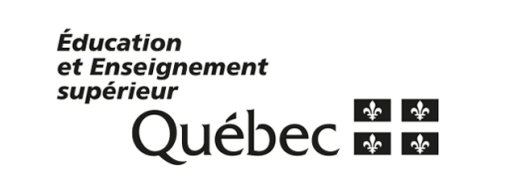 Éducation
et Enseignement
supérieur
Québec